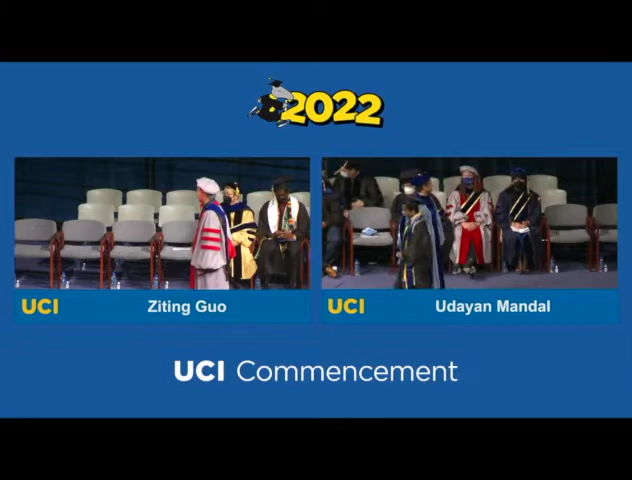 2022
UCI Ziting Guo
UCI Udayan Mandal
UCI Commencement